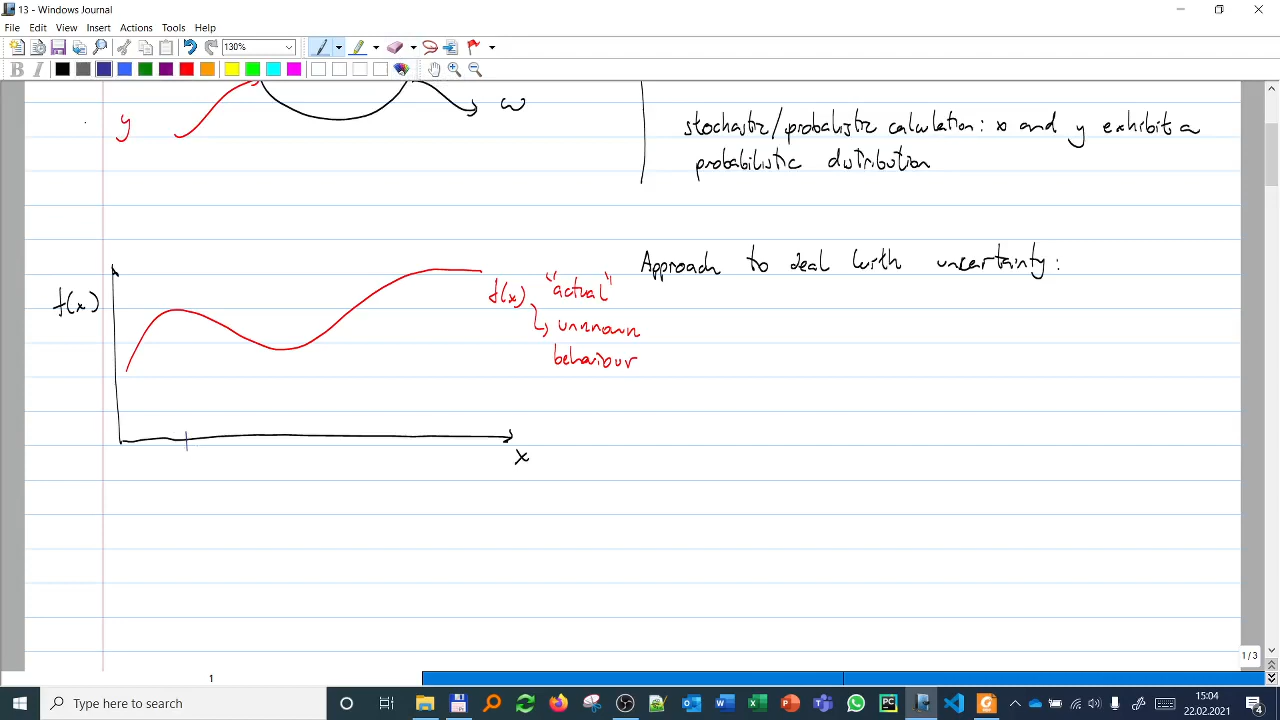 13 - Windows Journal
File Edit View Insert Actions Tools Help
130%
B I
y
ω
stochastic/probalistic calculation: x and y exhibit a
probabilistic distribution
Approach to deal with uncertainty:
f(x)
f(x) "actual"
unknown
behaviour
x
1 / 3
1
Type here to search
15:04
22.02.2021